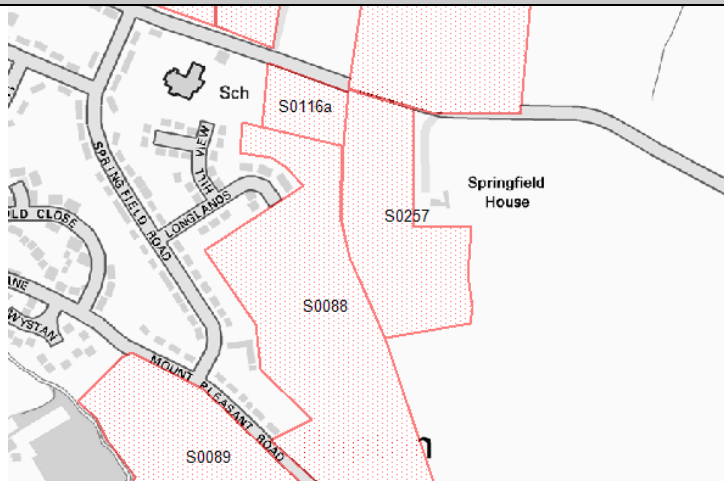 Sch
S0116a
SPRINGFIELD ROAD
HILL VIEW
LONGLANDS
Springfield
House
S0257
OLD CLOSE
S0088
ANE
WYSTAN
MOUNT PLEASANT ROAD
S0089
n